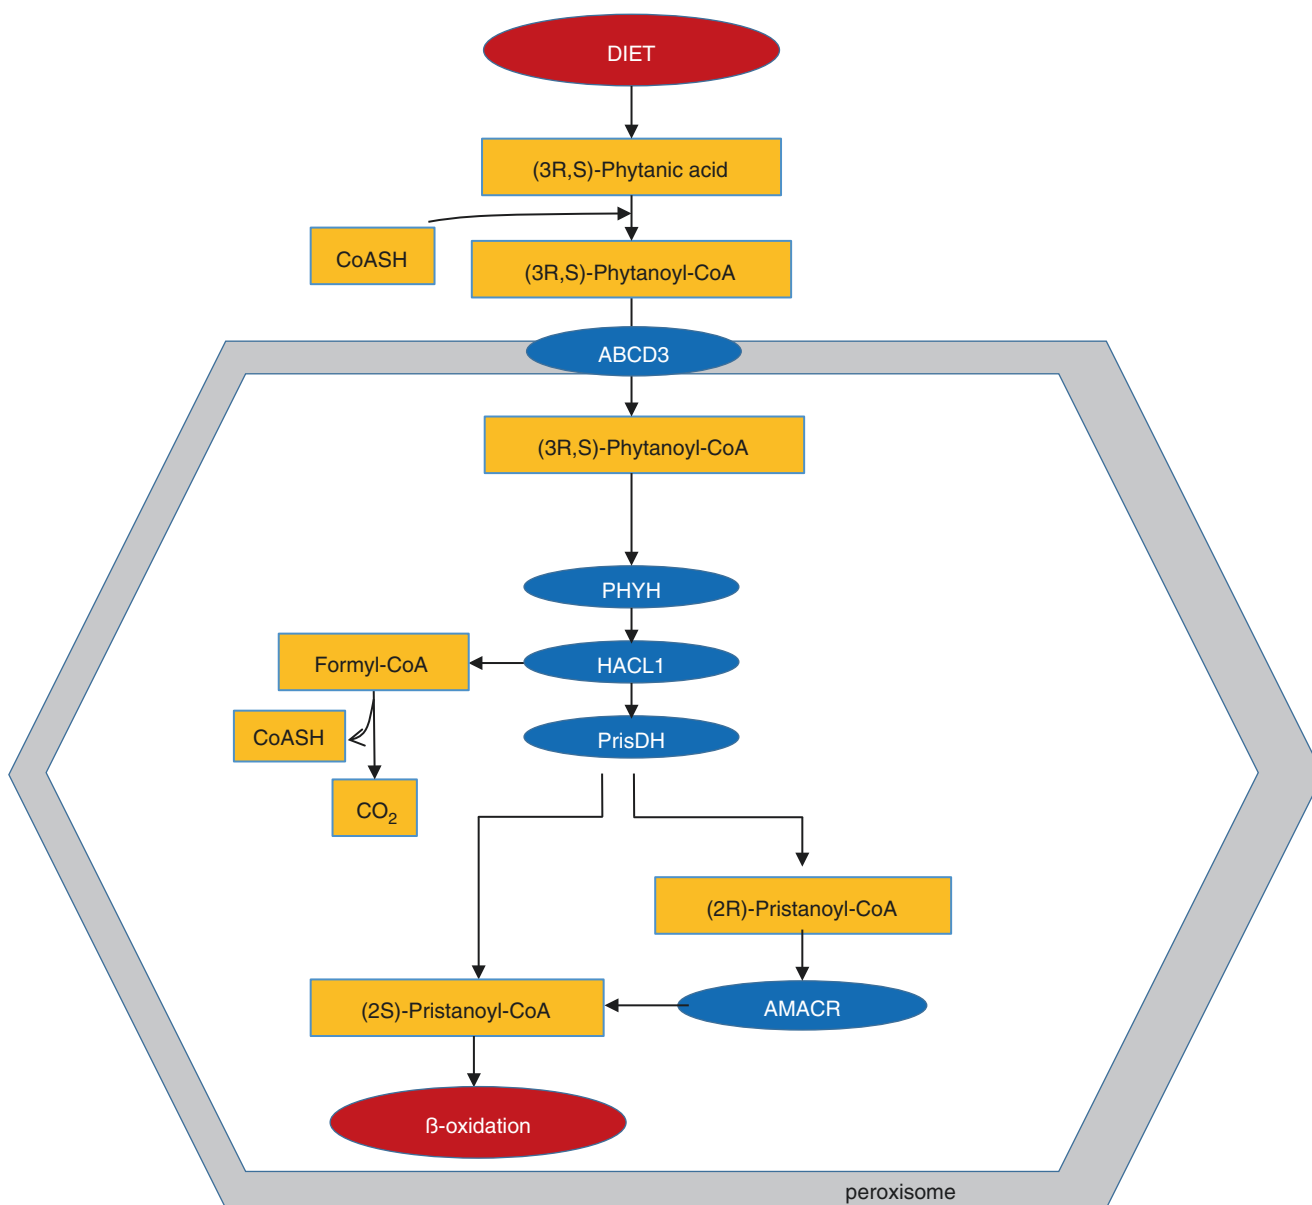 DIET
(3R,S)-Phytanic acid
CoASH
(3R,S)-Phytanoyl-CoA
ABCD3
(3R,S)-Phytanoyl-CoA
PHYH
HACL1
Formyl-CoA
PrisDH
CoASH
CO₂
(2R)-Pristanoyl-CoA
(2S)-Pristanoyl-CoA
AMACR
ß-oxidation
peroxisome